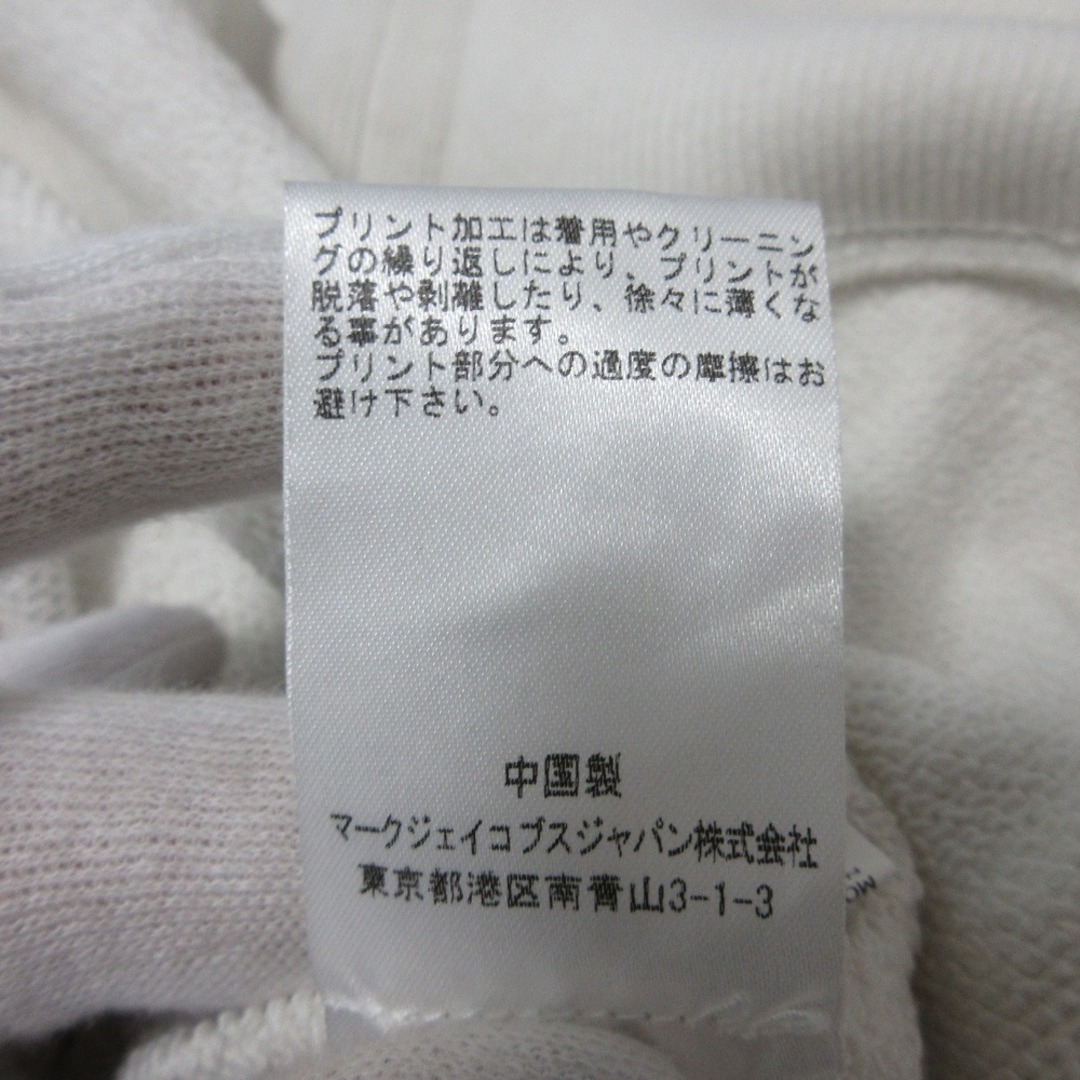 プリント加工は着用やクリーニン
グの繰り返しにより、プリントが
脱落や剥離したり、徐々に薄くな
る事があります。
プリント部分への過度の摩擦はお
避け下さい。
中国製
マークジェイコブスジャパン株式会社
東京都港区南青山3-1-3